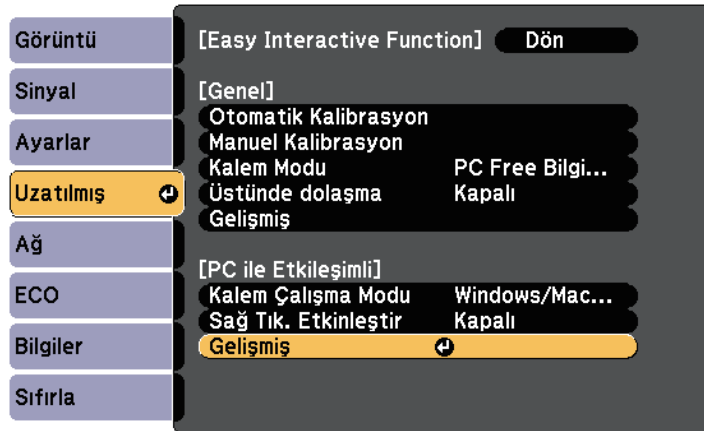 Görüntü
Sinyal
Ayarlar
Uzatılmış
Ağ
ECO
Bilgiler
Sıfırla
[Easy Interactive Function] Dön
[Genel]
Otomatik Kalibrasyon
Manuel Kalibrasyon
Kalem Modu PC Free Bilgi...
Üstünde dolaşma Kapalı
Gelişmiş
[PC ile Etkileşimli]
Kalem Çalışma Modu Windows/Mac...
Sağ Tık. Etkinleştir Kapalı
Gelişmiş